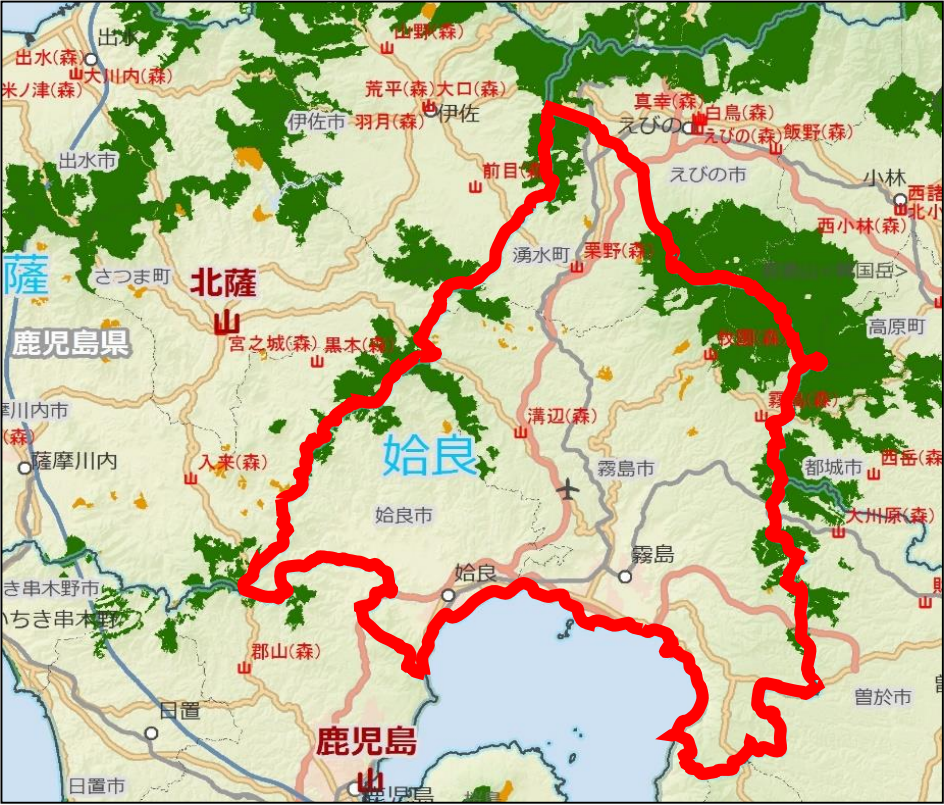 出水
山野(森)
出水(森)
大川内(森)
米ノ津(森)
荒平(森)
大口(森)
伊佐
伊佐市
羽月(森)
真幸(森)
白鳥(森)
えびの
えびの(森)
飯野(森)
出水市
前目(森
えびの市
小林
西諸
北小
西小林(森)
薩
さつま町
北薩
湧水町
栗野(森)
国岳>
鹿児島県
宮之城(森)
黒木(森)
牧園(森
高原町
摩川内市
(森)
溝辺(森)
薩摩川内
入来(森)
姶良
霧島市
都城市
西岳(森
姶良市
大川原(森)
霧島
姶良
き串木野市
いちき串木野
郡山(森)
曽於市
日置
鹿児島
日置市
鹿児島